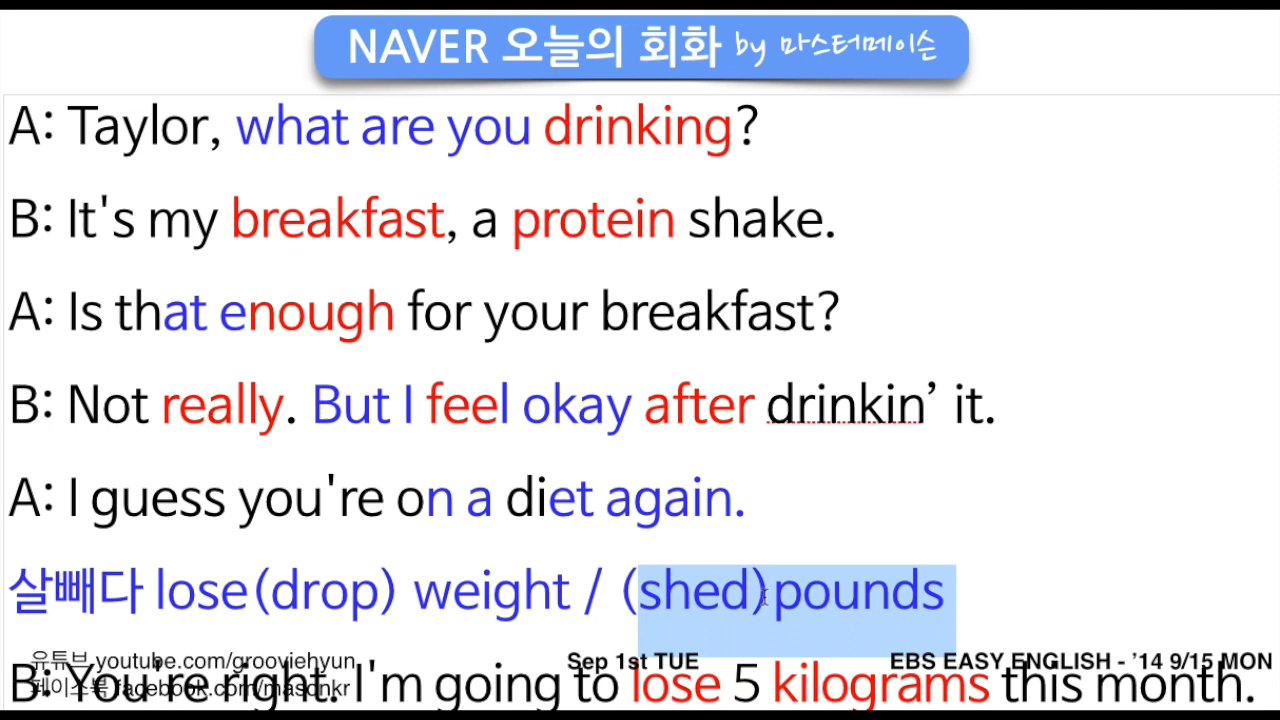 NAVER 오늘의 회화 by 마스터메이슨
A: Taylor, what are you drinking?
B: It's my breakfast, a protein shake.
A: Is that enough for your breakfast?
B: Not really. But I feel okay after drinkin’ it.
A: I guess you're on a diet again.
살빼다 lose(drop) weight / (shed)pounds
유튜브 youtube.com/grooviehyun
Sep 1st TUE
EBS EASY ENGLISH - ’14 9/15 MON
B: You're right. I'm going to lose 5 kilograms this month.
페이스북 facebook.com/masonkr